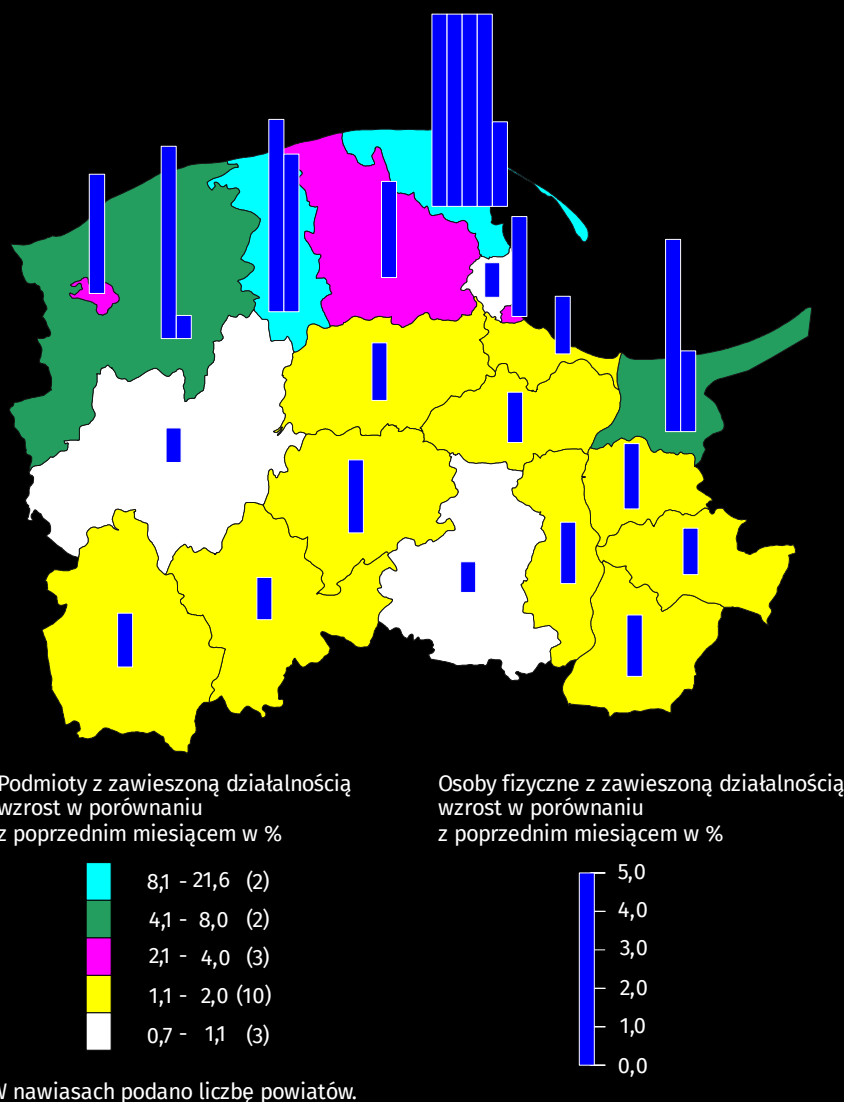 Podmioty z zawieszoną działalnością
wzrost w porównaniu
z poprzednim miesiącem w %
8,1 - 21,6 (2)
4,1 - 8,0 (2)
2,1 - 4,0 (3)
1,1 - 2,0 (10)
0,7 - 1,1 (3)
W nawiasach podano liczbę powiatów.
Osoby fizyczne z zawieszoną działalnością
wzrost w porównaniu
z poprzednim miesiącem w %
5,0
4,0
3,0
2,0
1,0
0,0